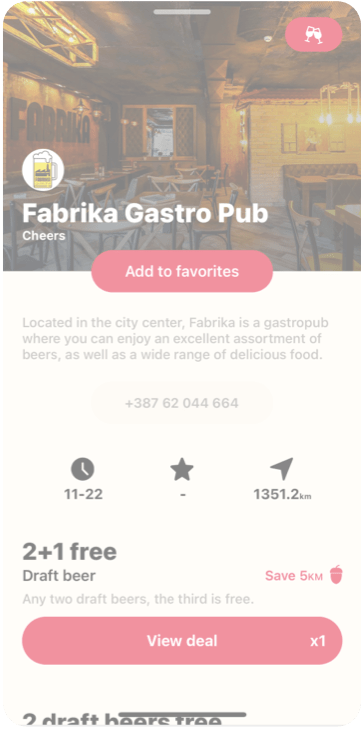 FABRIKA
Fabrika Gastro Pub
Cheers
Add to favorites
Located in the city center, Fabrika is a gastropub
where you can enjoy an excellent assortment of
beers, as well as a wide range of delicious food.
+387 62 044 664
11-22
-
1351.2km
2+1 free
Draft beer
Save 5KM
Any two draft beers, the third is free.
View deal
x1
2 draft beers free